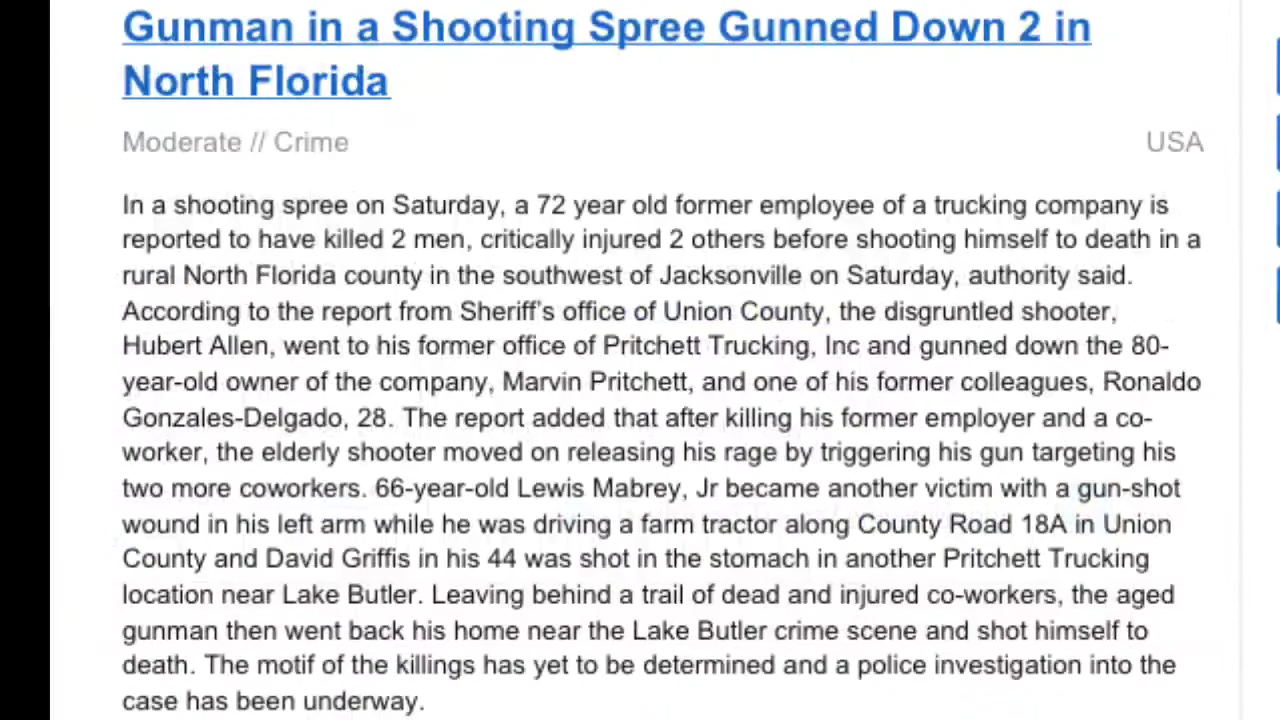 Gunman in a Shooting Spree Gunned Down 2 in
North Florida
Moderate // Crime
USA
In a shooting spree on Saturday, a 72 year old former employee of a trucking company is
reported to have killed 2 men, critically injured 2 others before shooting himself to death in a
rural North Florida county in the southwest of Jacksonville on Saturday, authority said.
According to the report from Sheriff's office of Union County, the disgruntled shooter,
Hubert Allen, went to his former office of Pritchett Trucking, Inc and gunned down the 80-
year-old owner of the company, Marvin Pritchett, and one of his former colleagues, Ronaldo
Gonzales-Delgado, 28. The report added that after killing his former employer and a co-
worker, the elderly shooter moved on releasing his rage by triggering his gun targeting his
two more coworkers. 66-year-old Lewis Mabrey, Jr became another victim with a gun-shot
wound in his left arm while he was driving a farm tractor along County Road 18A in Union
County and David Griffis in his 44 was shot in the stomach in another Pritchett Trucking
location near Lake Butler. Leaving behind a trail of dead and injured co-workers, the aged
gunman then went back his home near the Lake Butler crime scene and shot himself to
death. The motif of the killings has yet to be determined and a police investigation into the
case has been underway.